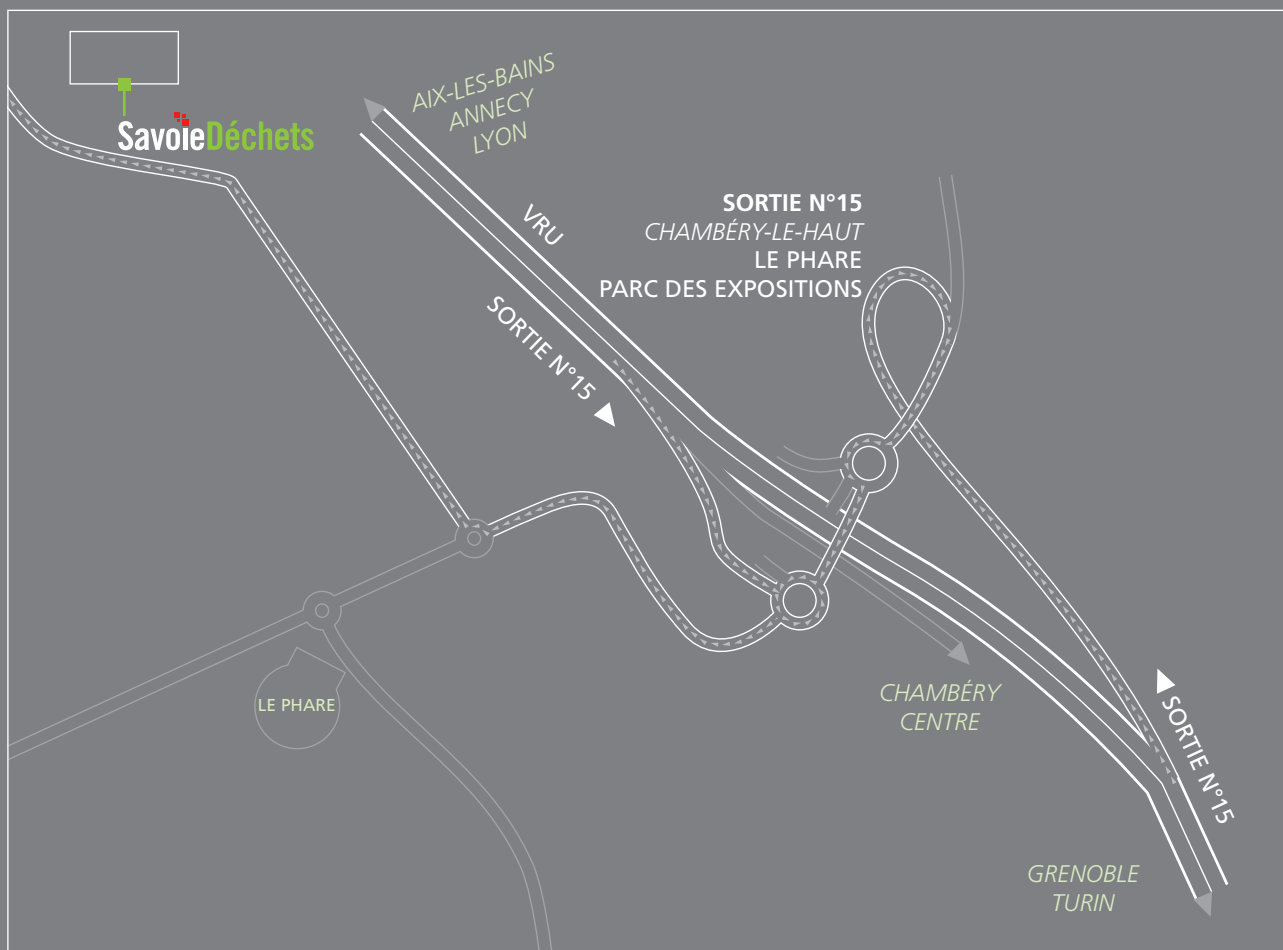 SavoieDéchets
AIX-LES-BAINS
ANNECY
LYON
VRU
SORTIE N°15
CHAMBÉRY-LE-HAUT
LE PHARE
PARC DES EXPOSITIONS
SORTIE N°15
LE PHARE
CHAMBÉRY
CENTRE
SORTIE N°15
GRENOBLE
TURIN